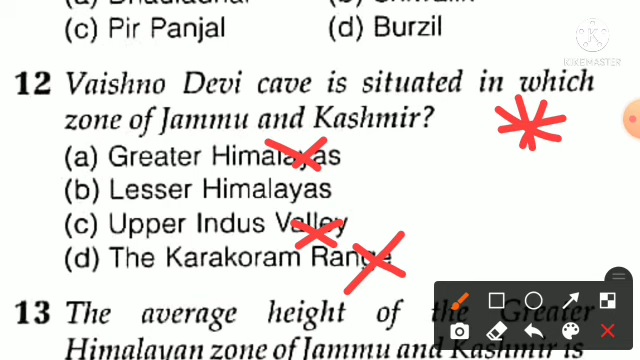 (c) Pir Panjal (d) Burzil
KINEMASTER
12 Vaishno Devi cave is situated in which
zone of Jammu and Kashmir?
(a) Greater Himalayas
(b) Lesser Himalayas
(c) Upper Indus Valley
(d) The Karakoram Range
13 The average height of the Greater
Himalayan zone of Jammu and Kashmir is